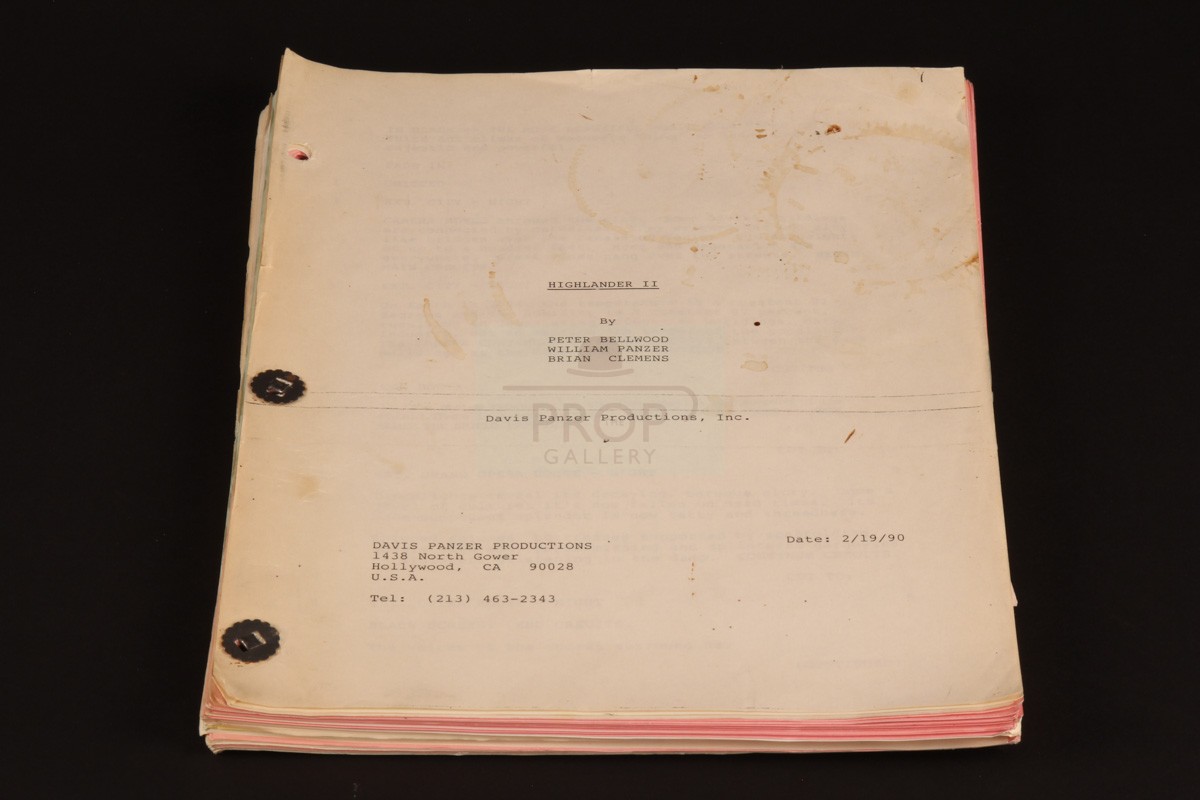 HIGHLANDER II
By
PETER BELLWOOD
WILLIAM PANZER
BRIAN CLEMENS
Davis Panzer Productions, Inc.
THE
PROP
GALLERY
DAVIS PANZER PRODUCTIONS
1438 North Gower
Hollywood, CA 90028
U.S.A.
Tel: (213) 463-2343
Date: 2/19/90